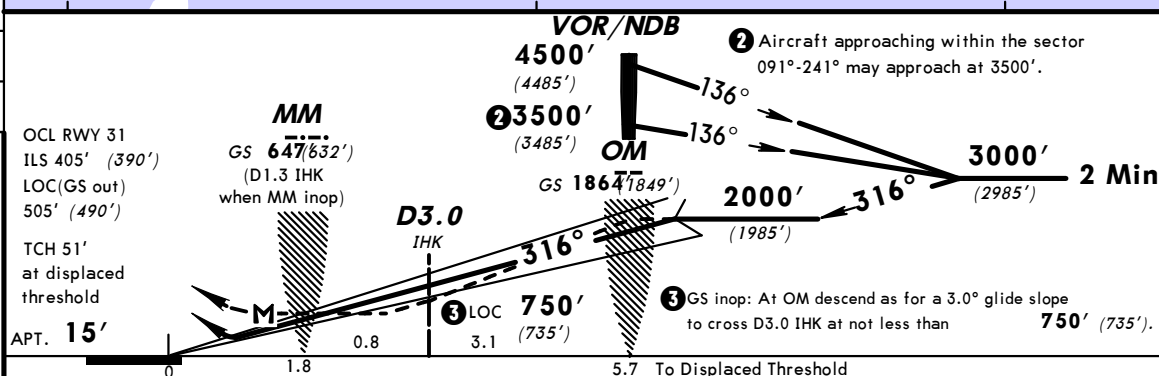 VOR/NDB
4500′
(4485′)
❷3500′
(3485′)
❷ Aircraft approaching within the sector
091°-241° may approach at 3500′.
136°
136°
3000′
(2985′)
2 Min
316°
2000′
(1985′)
OM
GS 1864′(1849′)
MM
GS 647′(632′)
(D1.3 IHK
when MM inop)
OCL RWY 31
ILS 405′ (390′)
LOC(GS out)
505′ (490′)
TCH 51′
at displaced
threshold
D3.0
IHK
316°
M
❸ LOC 750′
(735′)
❸ GS inop: At OM descend as for a 3.0° glide slope
to cross D3.0 IHK at not less than 750′ (735′).
APT. 15′
0.8
3.1
0
1.8
5.7 To Displaced Threshold